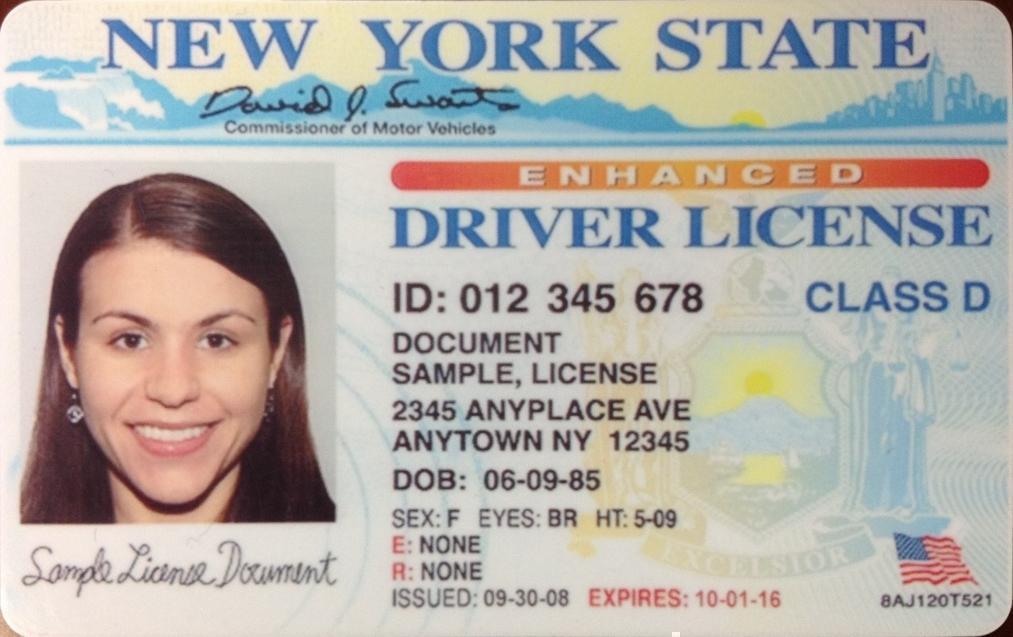 NEW YORK STATE
David J. Swarts
Commissioner of Motor Vehicles
ENHANCED
DRIVER LICENSE
ID: 012 345 678 CLASS D
DOCUMENT
SAMPLE, LICENSE
2345 ANYPLACE AVE
ANYTOWN NY 12345
DOB: 06-09-85
SEX: F EYES: BR HT: 5-09
E: NONE
R: NONE
ISSUED: 09-30-08 EXPIRES: 10-01-16
EXCELSIOR
8AJ120T521
Sample License Document